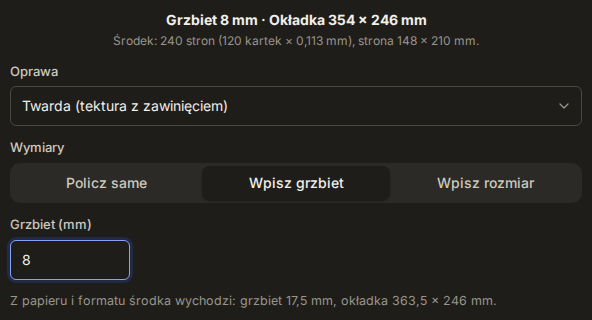 Grzbiet 8 mm · Okładka 354 × 246 mm
Środek: 240 stron (120 kartek × 0,113 mm), strona 148 × 210 mm.
Oprawa
Twarda (tektura z zawinięciem)
Wymiary
Policz same
Wpisz grzbiet
Wpisz rozmiar
Grzbiet (mm)
8
Z papieru i formatu środka wychodzi: grzbiet 17,5 mm, okładka 363,5 × 246 mm.